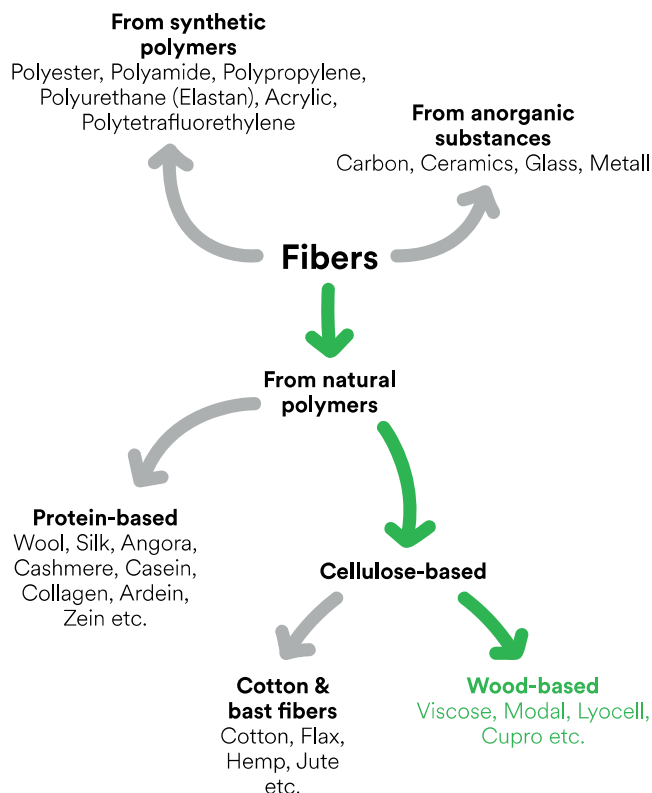 From synthetic
polymers
Polyester, Polyamide, Polypropylene,
Polyurethane (Elastan), Acrylic,
Polytetrafluorethylene
From anorganic
substances
Carbon, Ceramics, Glass, Metall
Fibers
From natural
polymers
Protein-based
Wool, Silk, Angora,
Cashmere, Casein,
Collagen, Ardein,
Zein etc.
Cellulose-based
Cotton &
bast fibers
Cotton, Flax,
Hemp, Jute
etc.
Wood-based
Viscose, Modal, Lyocell,
Cupro etc.